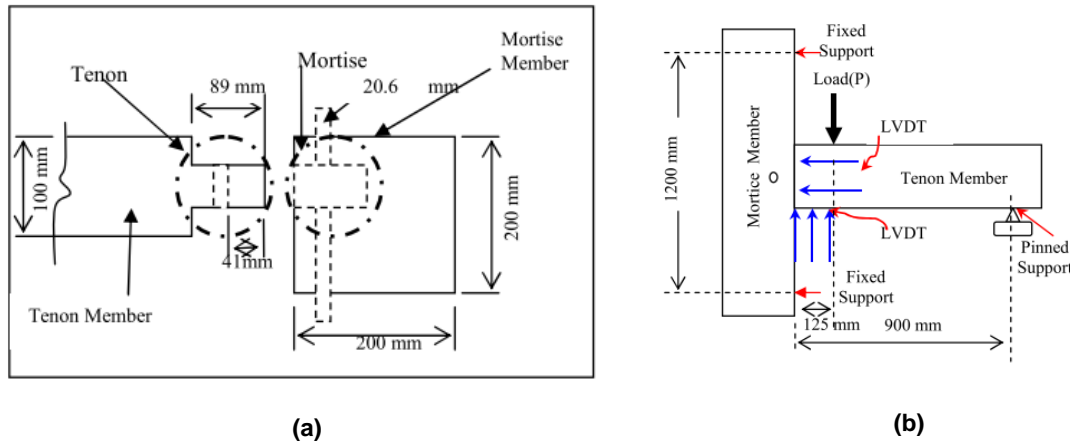 Tenon
89 mm
Mortise
20.6 mm
Mortise
Member
100 mm
41mm
200 mm
Tenon Member
200 mm
(a)
Fixed
Support
Load(P)
LVDT
1200 mm
Mortice Member
O
Tenon Member
LVDT
Pinned
Support
Fixed
Support
125 mm
900 mm
(b)